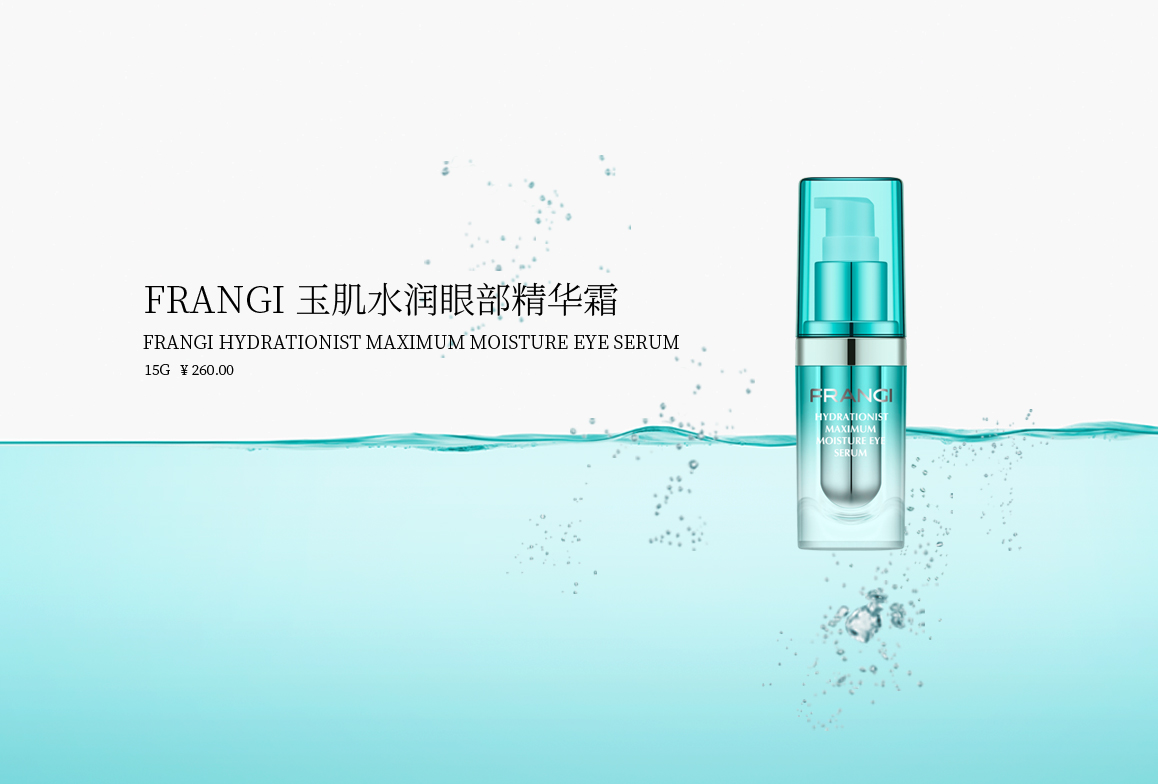 FRANGI 玉肌水润眼部精华霜
FRANGI HYDRATIONIST MAXIMUM MOISTURE EYE SERUM
15G ¥ 260.00
FRANGI
HYDRATIONIST
MAXIMUM
MOISTURE EYE
SERUM